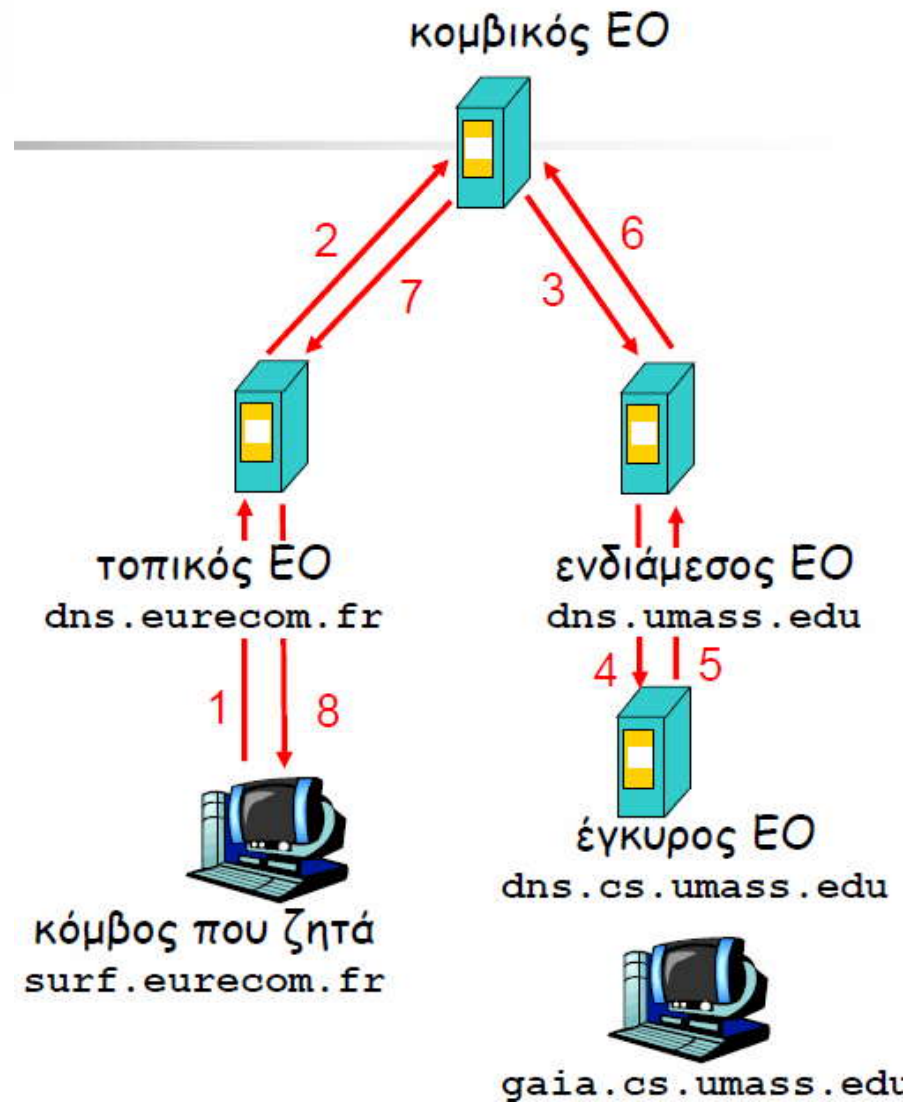 κομβικός ΕΟ
2
7
3
6
τοπικός ΕΟ
dns.eurecom.fr
ενδιάμεσος ΕΟ
dns.umass.edu
1
8
4
5
έγκυρος ΕΟ
dns.cs.umass.edu
κόμβος που ζητά
surf.eurecom.fr
gaia.cs.umass.edu